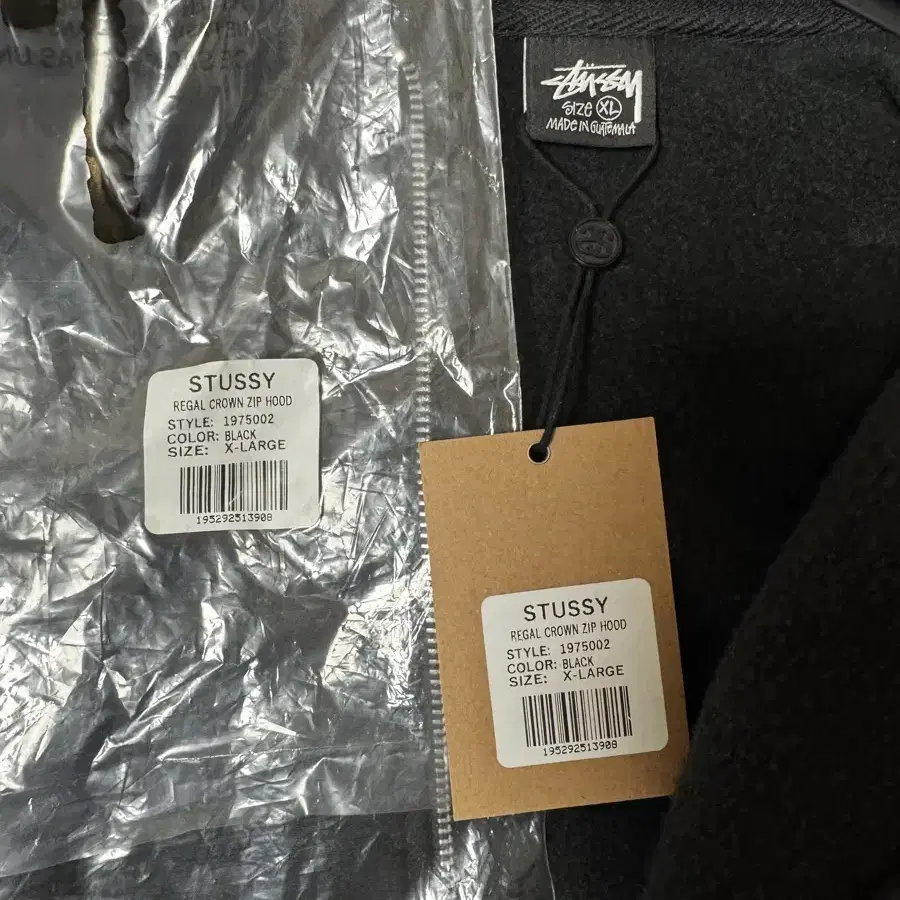 STÜSSY
SIZE XL
MADE IN GUATEMALA
STUSSY
REGAL CROWN ZIP HOOD
STYLE: 1975002
COLOR: BLACK
SIZE: X-LARGE
195292513908
STUSSY
REGAL CROWN ZIP HOOD
STYLE: 1975002
COLOR: BLACK
SIZE: X-LARGE
195292513908